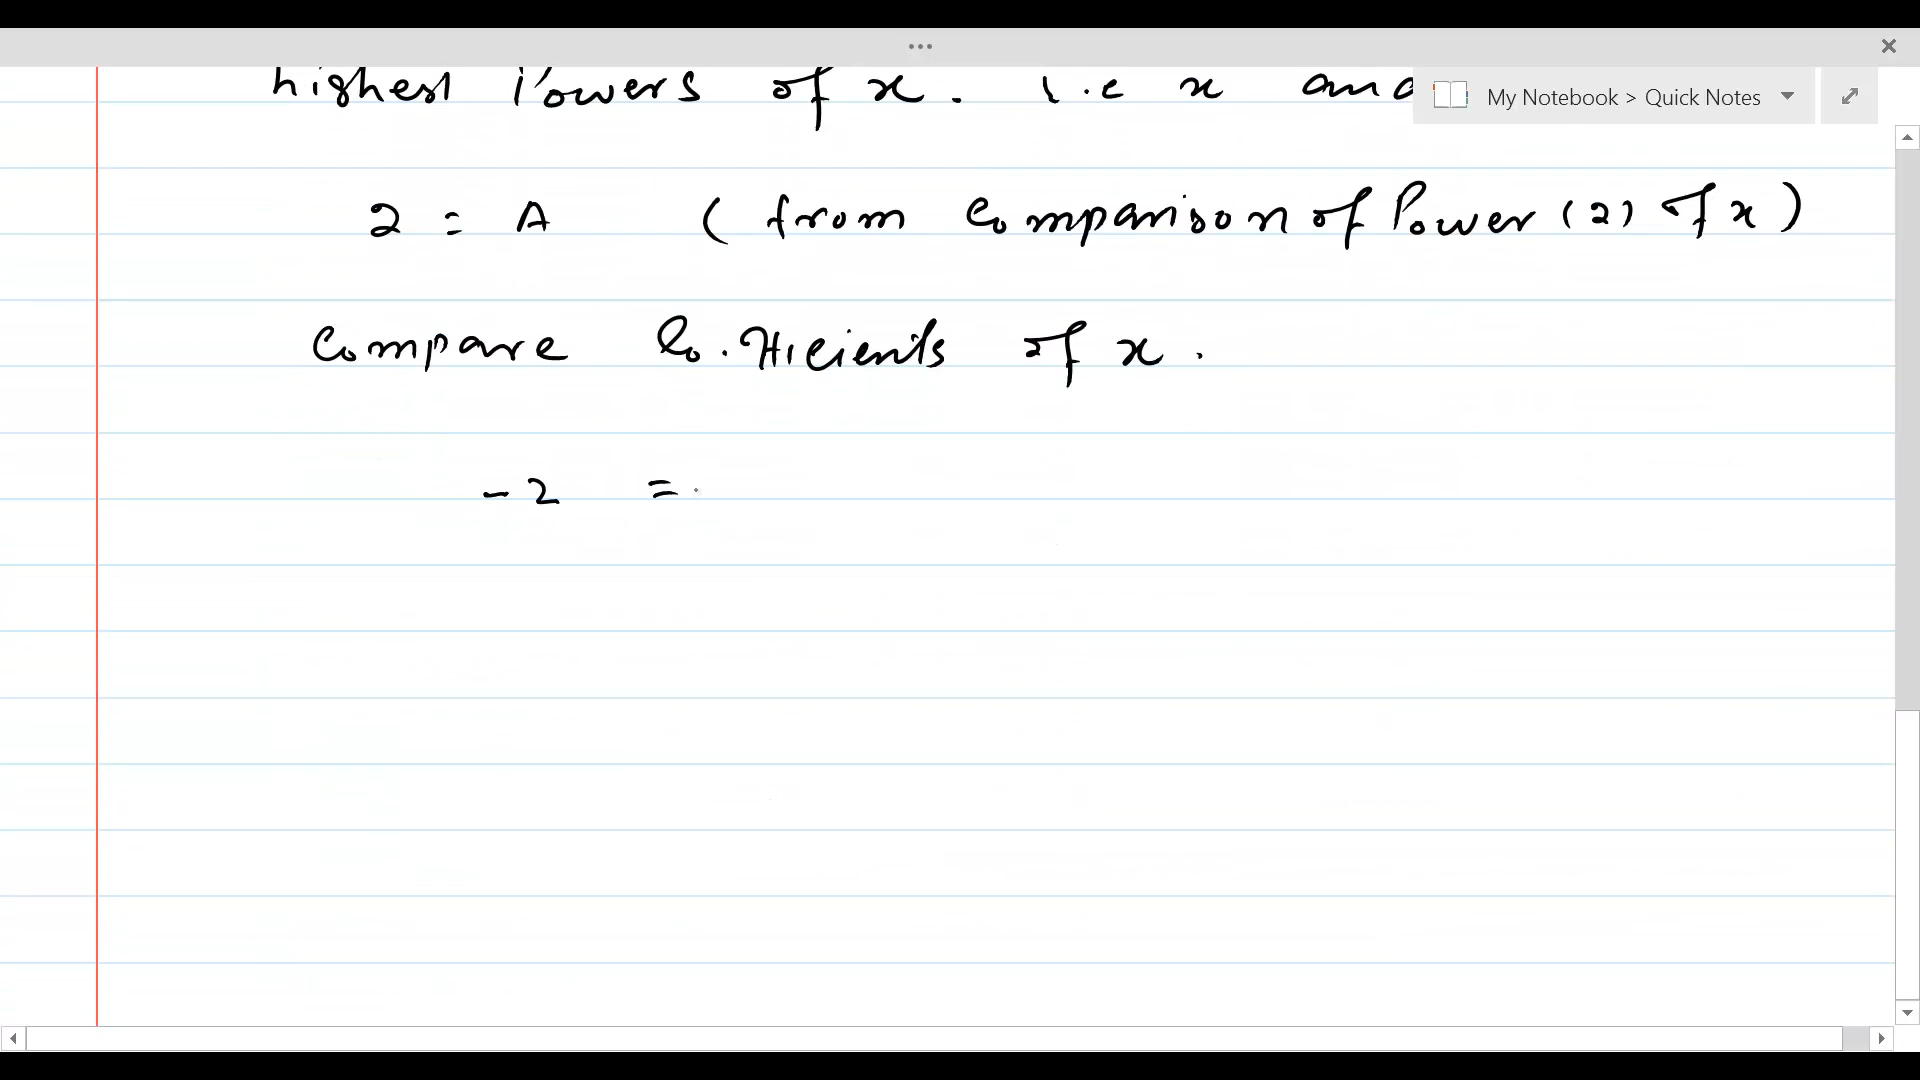 highest Powers of x. i.e x and
My Notebook > Quick Notes
2 = A ( from Comparison of Power (2) of x )
Compare Co.fficients of x.
-2 =